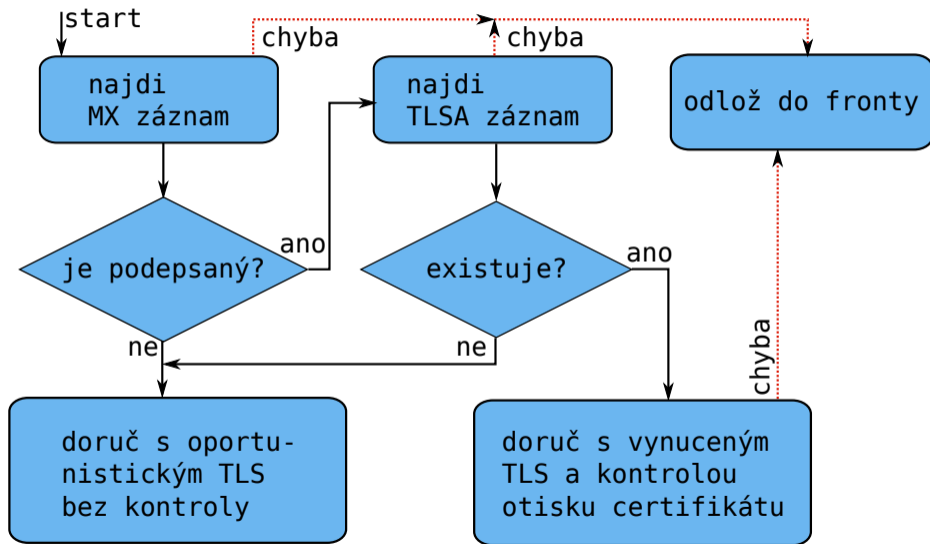 start
chyba
chyba
najdi
MX záznam
najdi
TLSA záznam
odlož do fronty
je podepsaný?
ano
existuje?
ano
ne
ne
chyba
doruč s oportu-
nistickým TLS
bez kontroly
doruč s vynuceným
TLS a kontrolou
otisku certifikátu